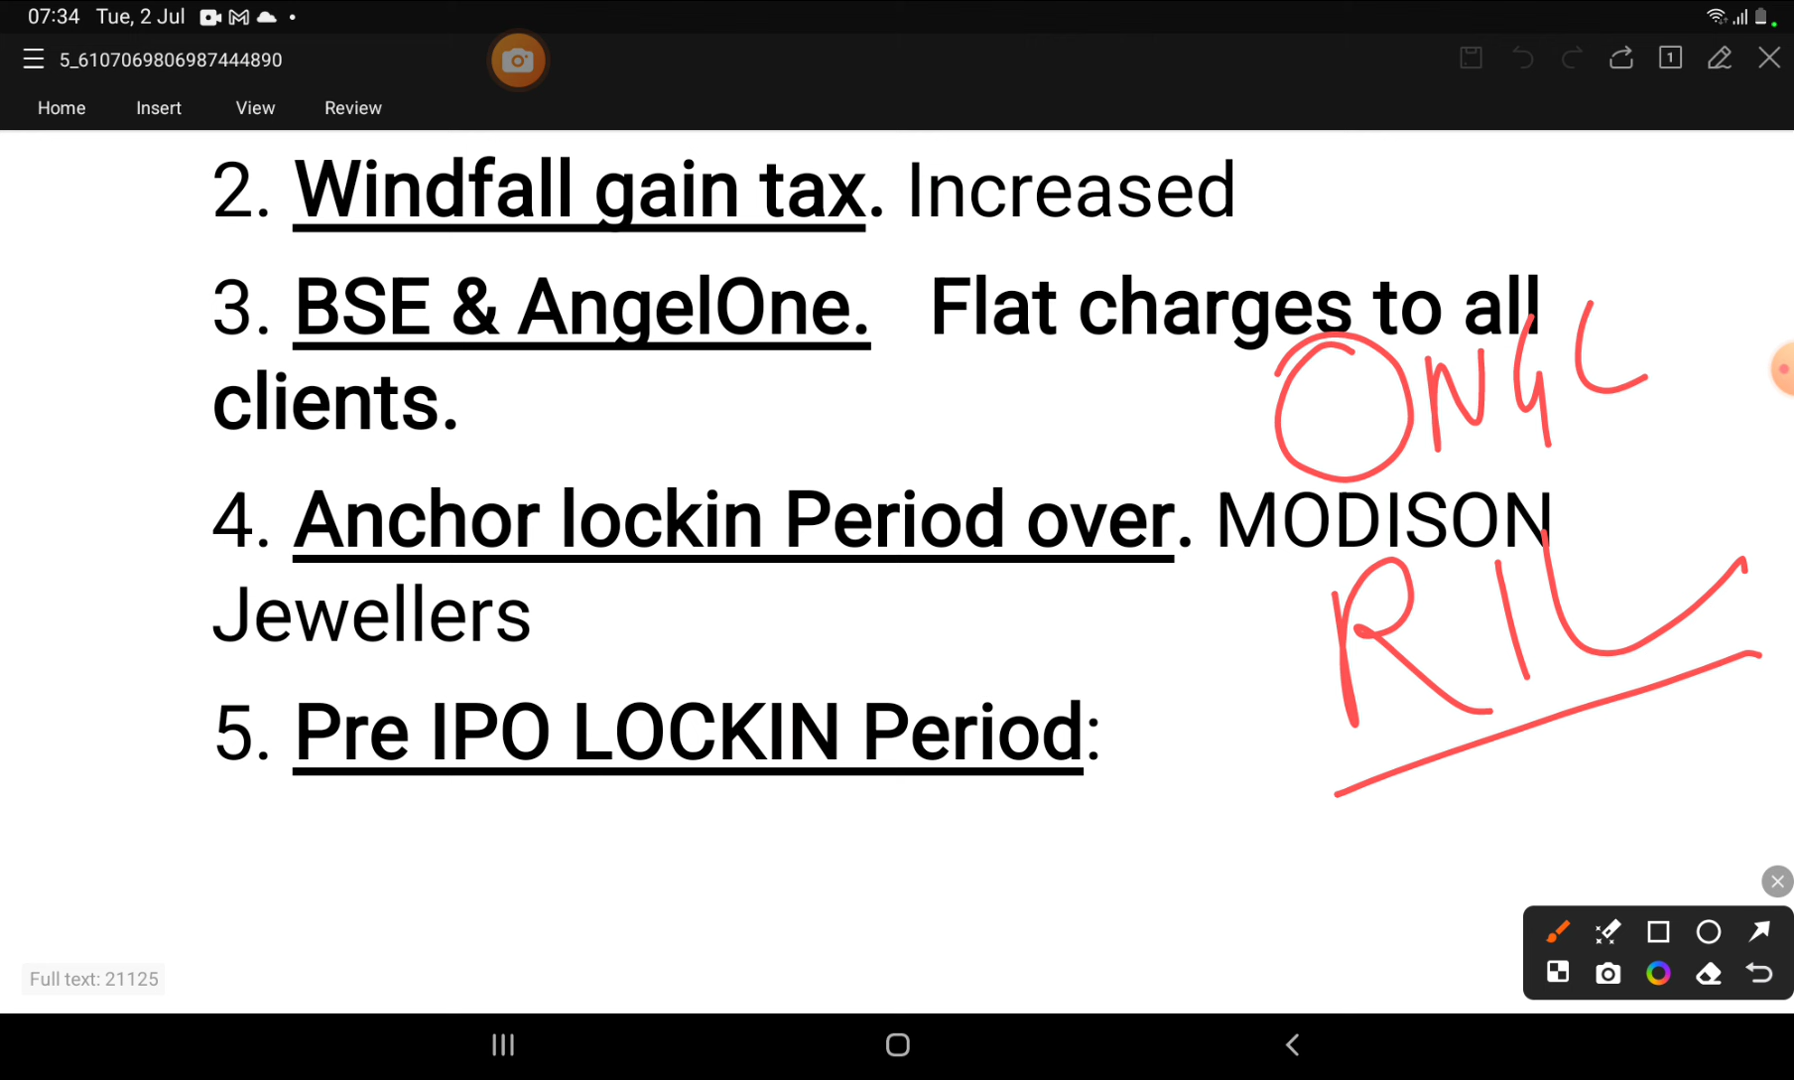 07:34 Tue, 2 Jul
5_6107069806987444890
1
Home Insert View Review
2. Windfall gain tax. Increased
3. BSE & AngelOne. Flat charges to all
clients.
ONGC
4. Anchor lockin Period over. MODISON
Jewellers
RIL
5. Pre IPO LOCKIN Period:
Full text: 21125